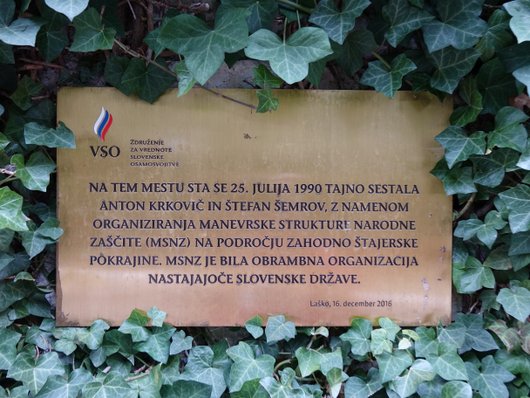 VSO
ZDRUŽENJE
ZA VREDNOTE
SLOVENSKE
OSAMOSVOJITVE
NA TEM MESTU STA SE 25. JULIJA 1990 TAJNO SESTALA
ANTON KRKOVIČ IN ŠTEFAN ŠEMROV, Z NAMENOM
ORGANIZIRANJA MANEVRSKE STRUKTURE NARODNE
ZAŠČITE (MSNZ) NA PODROČJU ZAHODNO ŠTAJERSKE
POKRAJINE. MSNZ JE BILA OBRAMBNA ORGANIZACIJA
NASTAJAJOČE SLOVENSKE DRŽAVE.
Laško, 16. december 2016